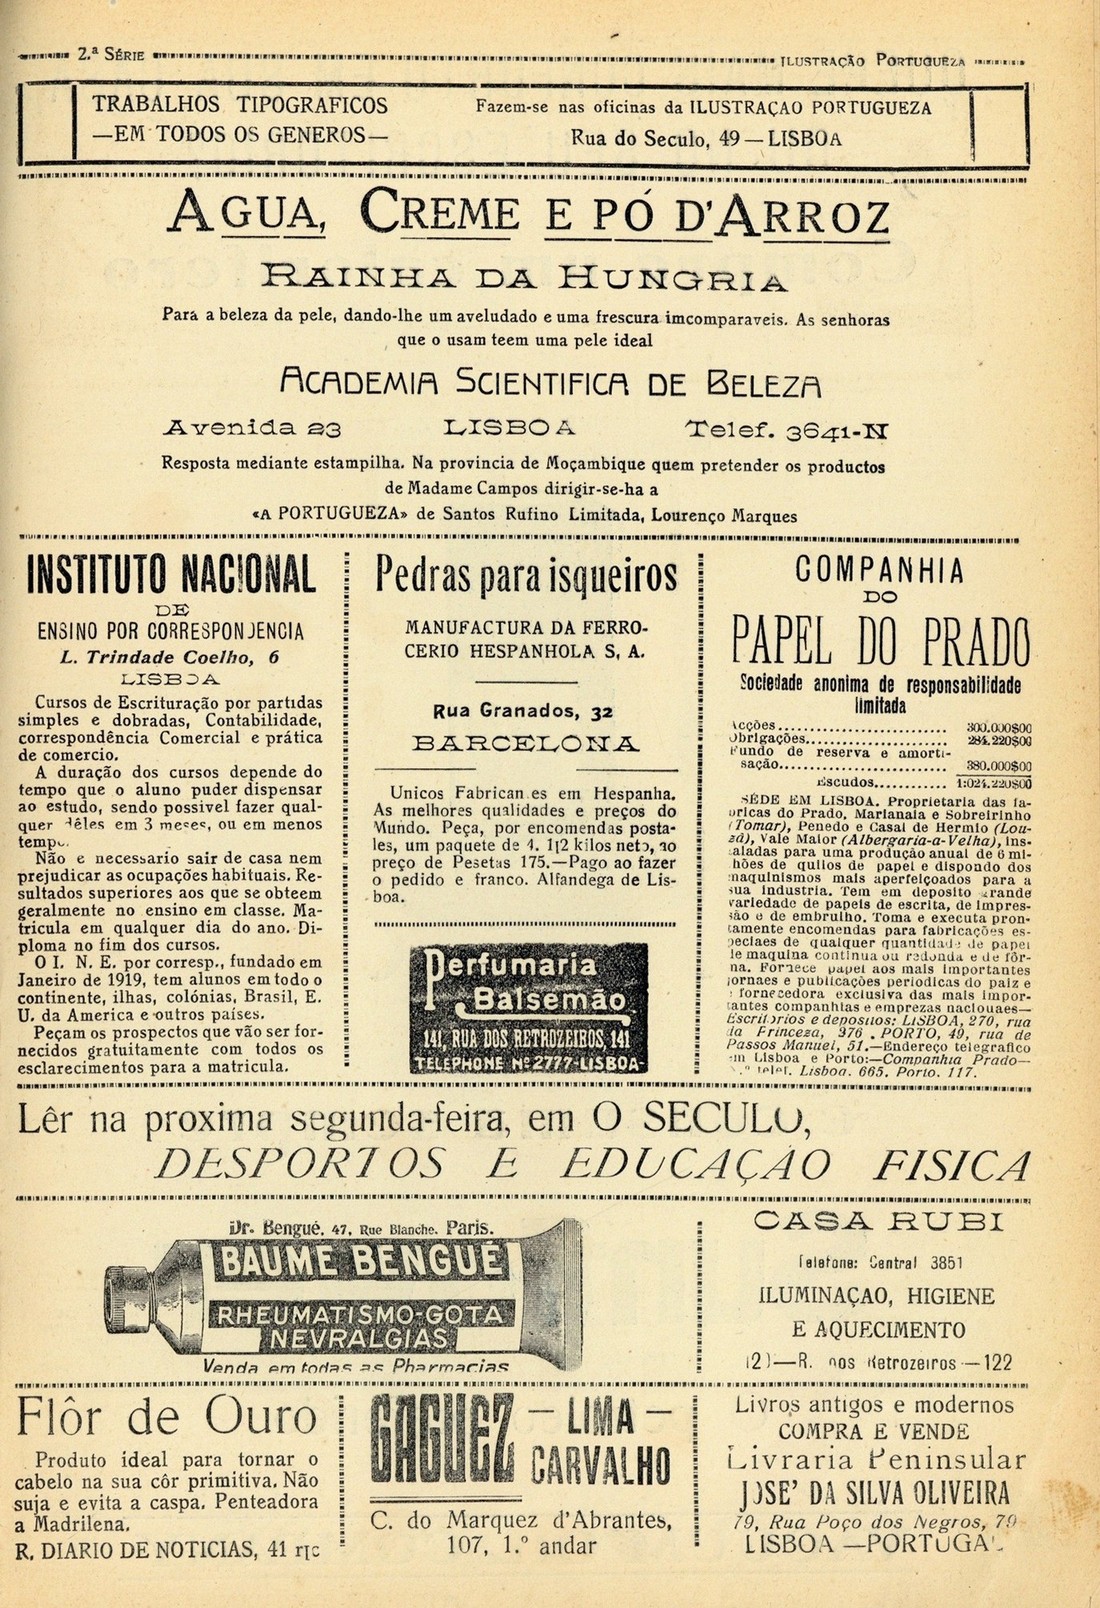 2.ª SÉRIE
ILUSTRAÇÃO PORTUGUEZA
TRABALHOS TIPOGRAFICOS
—EM TODOS OS GENEROS—
Fazem-se nas oficinas da ILUSTRAÇAO PORTUGUEZA
Rua do Seculo, 49—LISBOA
AGUA, CREME E PÓ D'ARROZ
RAINHA DA HUNGRIA
Para a beleza da pele, dando-lhe um aveludado e uma frescura imcomparaveis. As senhoras
que o usam teem uma pele ideal
ACADEMIA SCIENTIFICA DE BELEZA
Avenida 23 LISBOA Telef. 3641-N
Resposta mediante estampilha. Na provincia de Moçambique quem pretender os productos
de Madame Campos dirigir-se-ha a
«A PORTUGUEZA» de Santos Rufino Limitada, Lourenço Marques
INSTITUTO NACIONAL
DE
ENSINO POR CORRESPONDENCIA
L. Trindade Coelho, 6
LISBOA
Cursos de Escrituração por partidas
simples e dobradas, Contabilidade,
correspondência Comercial e prática
de comercio.
A duração dos cursos depende do
tempo que o aluno puder dispensar
ao estudo, sendo possivel fazer qual-
quer dêles em 3 meses, ou em menos
tempo.
Não e necessario sair de casa nem
prejudicar as ocupações habituais. Re-
sultados superiores aos que se obteem
geralmente no ensino em classe. Ma-
tricula em qualquer dia do ano. Di-
ploma no fim dos cursos.
O I. N. E. por corresp., fundado em
Janeiro de 1919, tem alunos em todo o
continente, ilhas, colónias, Brasil, E.
U. da America e outros países.
Peçam os prospectos que vão ser for-
necidos gratuitamente com todos os
esclarecimentos para a matricula.
Pedras para isqueiros
MANUFACTURA DA FERRO-
CERIO HESPANHOLA S, A.
Rua Granados, 32
BARCELONA
Unicos Fabrican es em Hespanha.
As melhores qualidades e preços do
Mundo. Peça, por encomendas posta-
les, um paquete de 4. 1|2 kilos neto, ao
preço de Pesetas 175.—Pago ao fazer
o pedido e franco. Alfandega de Lis-
boa.
Perfumaria
Balsemão
141, RUA DOS RETROZEIROS, 141
TELEPHONE Nº 2777-LISBOA
COMPANHIA
DO
PAPEL DO PRADO
Sociedade anonima de responsabilidade
limitada
Acções.......................... 300.000$00
Obrigações..................... 284.220$00
Fundo de reserva e amorti-
sação.......................... 380.000$00
Escudos........... 1:024.220$00
SÉDE EM LISBOA. Proprietaria das fa-
bricas do Prado, Marianaia e Sobreirinho
(Tomar), Penedo e Casal de Hermio (Lou-
zã), Vale Maior (Albergaria-a-Velha), Ins-
taladas para uma produção anual de 6 mi-
lhões de quilos de papel e dispondo dos
maquinismos mais aperfeiçoados para a
sua industria. Tem em deposito grande
variedade de papeis de escrita, de impres-
são e de embrulho. Toma e executa pron-
tamente encomendas para fabricações es-
peciaes de qualquer quantidade de papel
de maquina continua ou redonda e de fôr-
na. Fornece papel aos mais importantes
jornaes e publicações periodicas do paiz e
fornecedora exclusiva das mais impor-
tantes companhias e emprezas nacionaes—
Escritorios e depositos: LISBOA, 270, rua
da Princeza, 276. PORTO, 49, rua de
Passos Manuel, 51.—Endereço telegrafico
em Lisboa e Porto:—Companhia Prado—
N.º telef. Lisboa. 665. Porto. 117.
Lêr na proxima segunda-feira, em O SECULO,
DESPORTOS E EDUCAÇÃO FISICA
Dr. Bengué, 47, Rue Blanche, Paris.
BAUME BENGUÉ
RHEUMATISMO-GOTA
NEVRALGIAS
Venda em todas as Pharmacias
CASA RUBI
Telefone: Central 3851
ILUMINAÇAO, HIGIENE
E AQUECIMENTO
120—R. dos Retrozeiros—122
Flôr de Ouro
Produto ideal para tornar o
cabelo na sua côr primitiva. Não
suja e evita a caspa. Penteadora
a Madrilena.
R. DIARIO DE NOTICIAS, 41 r|c
GAGUEZ — LIMA —
CARVALHO
C. do Marquez d'Abrantes,
107, 1.º andar
Livros antigos e modernos
COMPRA E VENDE
Livraria Peninsular
JOSE' DA SILVA OLIVEIRA
79, Rua Poço dos Negros, 79
LISBOA—PORTUGAL